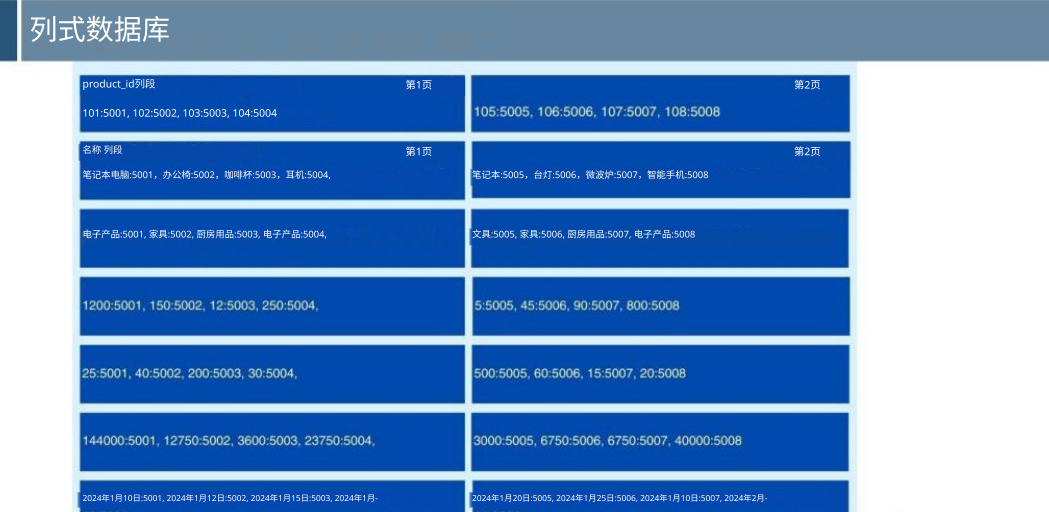 列式数据库
product_id列段 第1页
101:5001, 102:5002, 103:5003, 104:5004
第2页
105:5005, 106:5006, 107:5007, 108:5008
名称 列段 第1页
笔记本电脑:5001，办公椅:5002，咖啡杯:5003，耳机:5004,
第2页
笔记本:5005，台灯:5006，微波炉:5007，智能手机:5008
电子产品:5001, 家具:5002, 厨房用品:5003, 电子产品:5004,
文具:5005, 家具:5006, 厨房用品:5007, 电子产品:5008
1200:5001, 150:5002, 12:5003, 250:5004,
5:5005, 45:5006, 90:5007, 800:5008
25:5001, 40:5002, 200:5003, 30:5004,
500:5005, 60:5006, 15:5007, 20:5008
144000:5001, 12750:5002, 3600:5003, 23750:5004,
3000:5005, 6750:5006, 6750:5007, 40000:5008
2024年1月10日:5001, 2024年1月12日:5002, 2024年1月15日:5003, 2024年1月-
2024年1月20日:5005, 2024年1月25日:5006, 2024年1月10日:5007, 2024年2月-